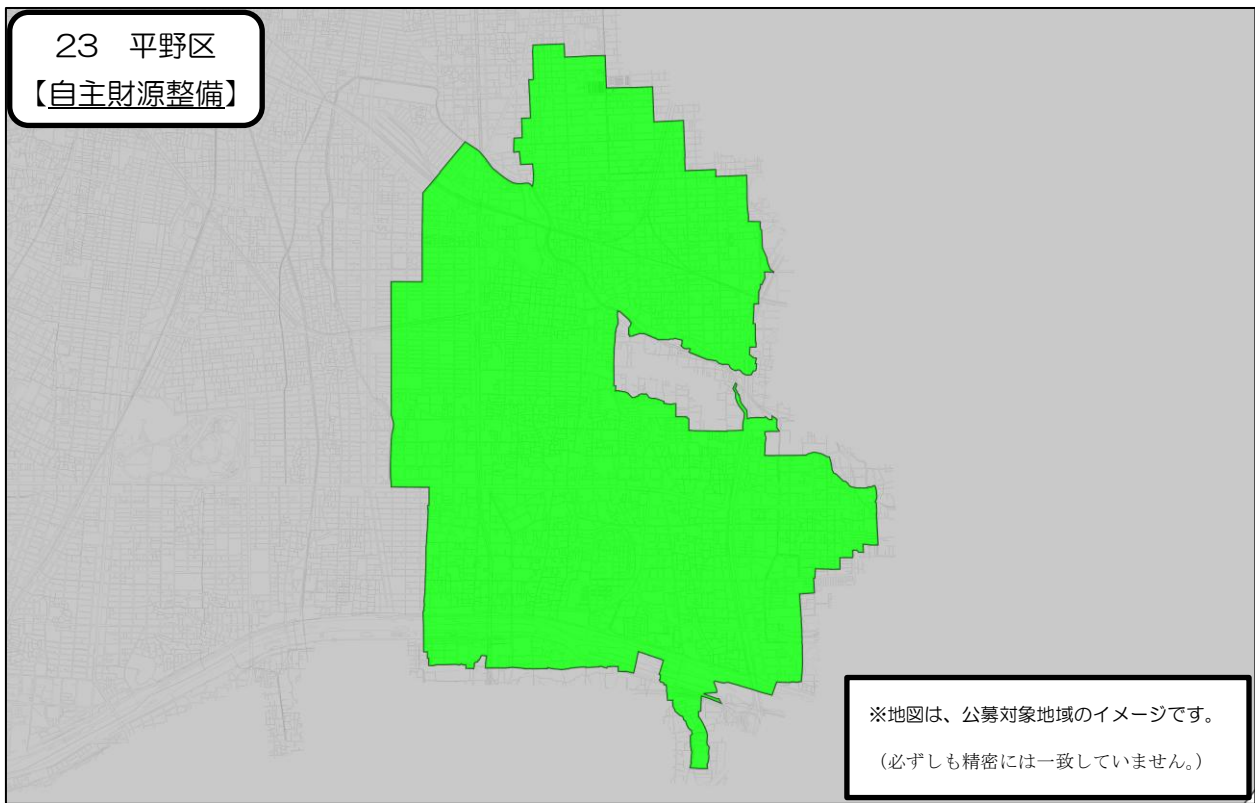 23 平野区
【自主財源整備】
※地図は、公募対象地域のイメージです。
（必ずしも精密には一致していません。）